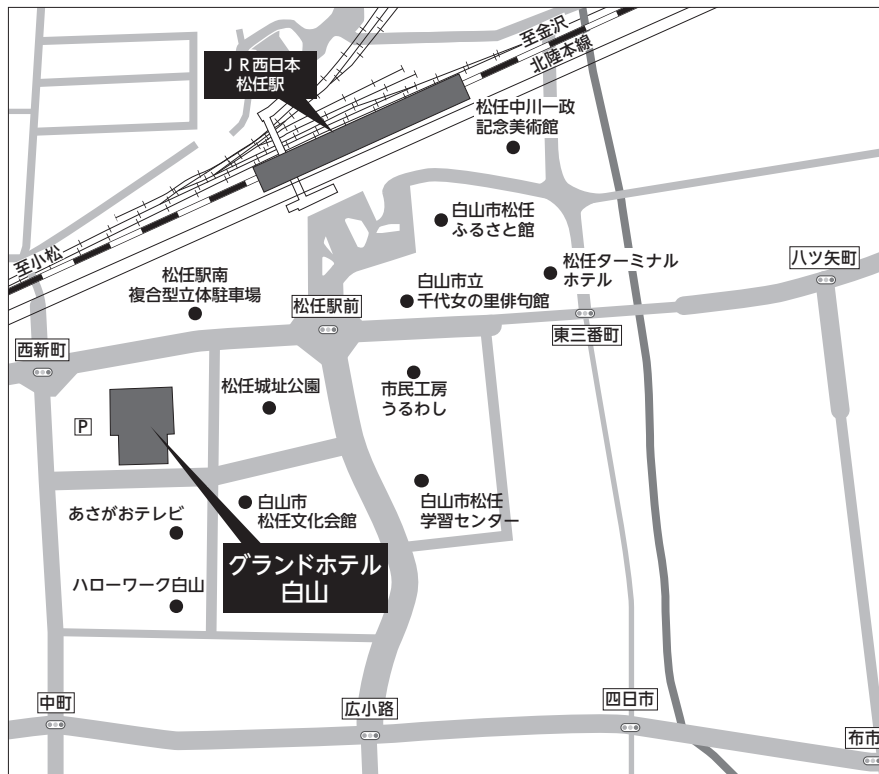 至金沢
北陸本線
JR西日本
松任駅
松任中川一政
記念美術館
白山市松任
ふるさと館
至小松
松任駅南
複合型立体駐車場
松任駅前
白山市立
千代女の里俳句館
松任ターミナル
ホテル
八ツ矢町
東三番町
西新町
松任城址公園
市民工房
うるわし
P
あさがおテレビ
白山市
松任文化会館
白山市松任
学習センター
グランドホテル
白山
ハローワーク白山
中町
広小路
四日市
布市